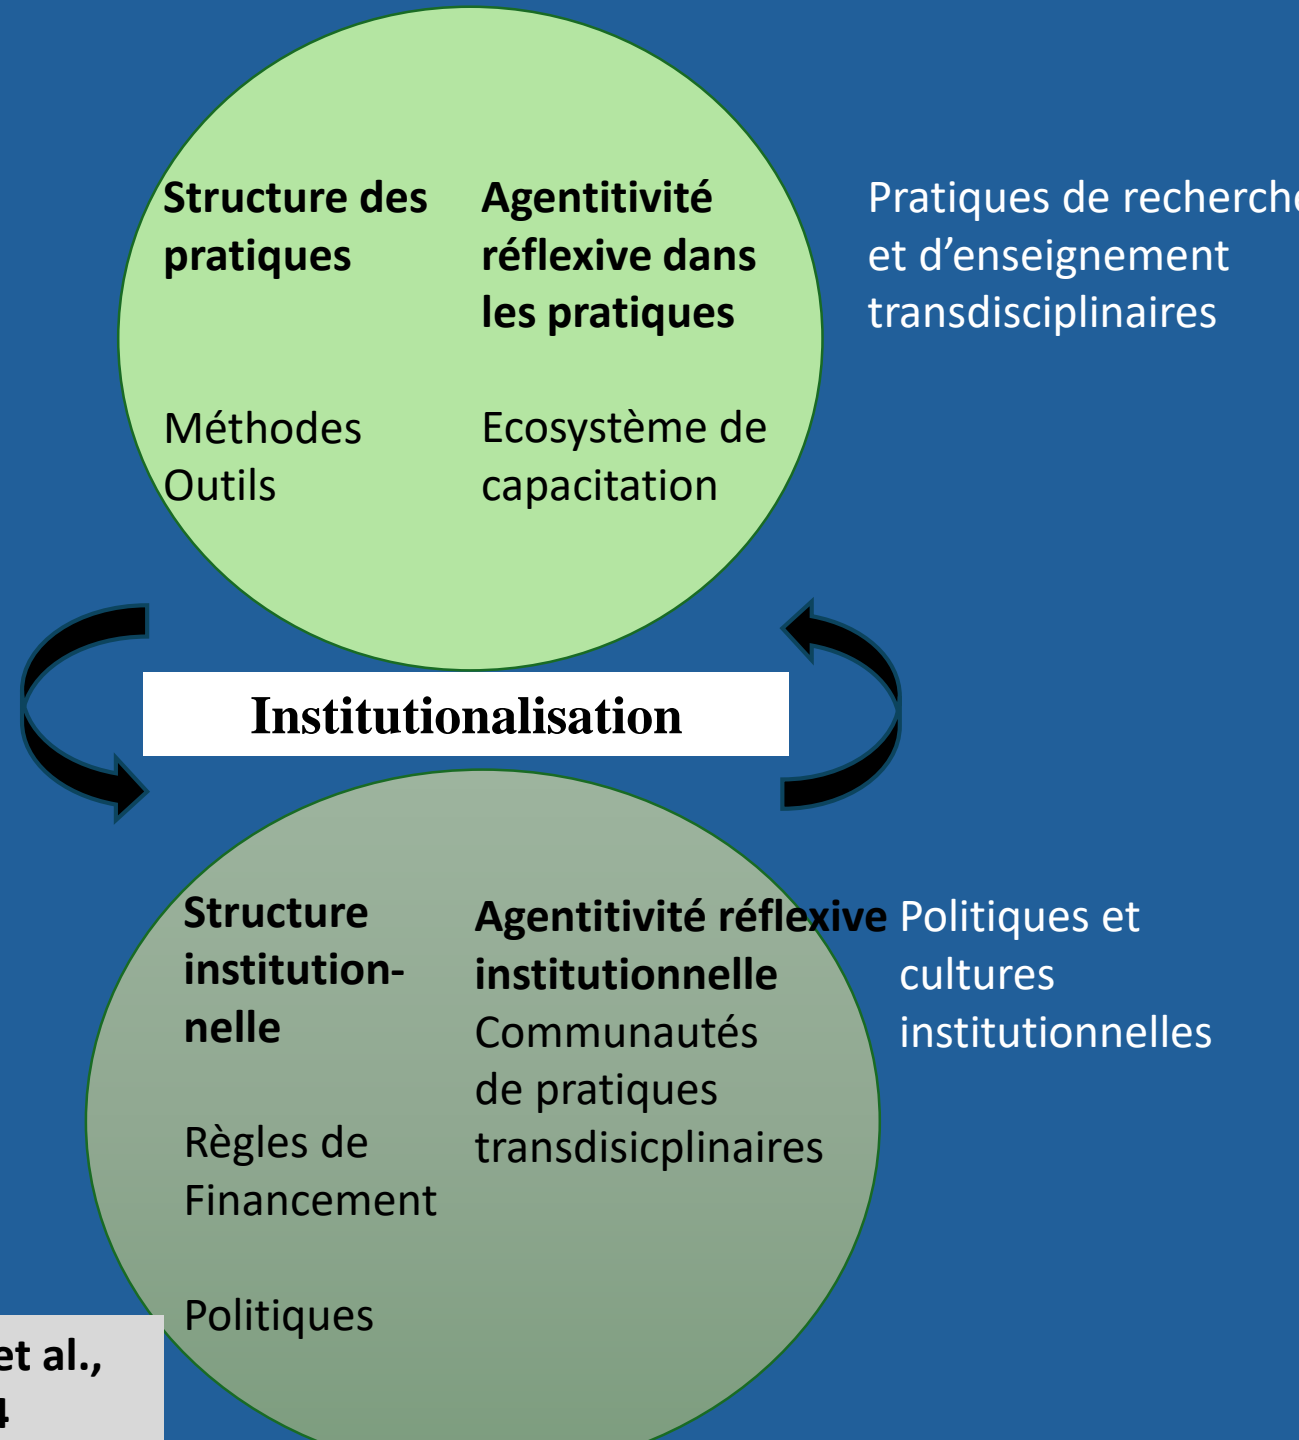 Structure des
pratiques
Méthodes
Outils
Agentitivité
réflexive dans
les pratiques
Ecosystème de
capacitation
Pratiques de recherche
et d’enseignement
transdisciplinaires
Institutionalisation
Structure
institution-
nelle
Règles de
Financement
Politiques
Agentitivité réflexive
institutionnelle
Communautés
de pratiques
transdisicplinaires
Politiques et
cultures
institutionnelles
et al.,
4